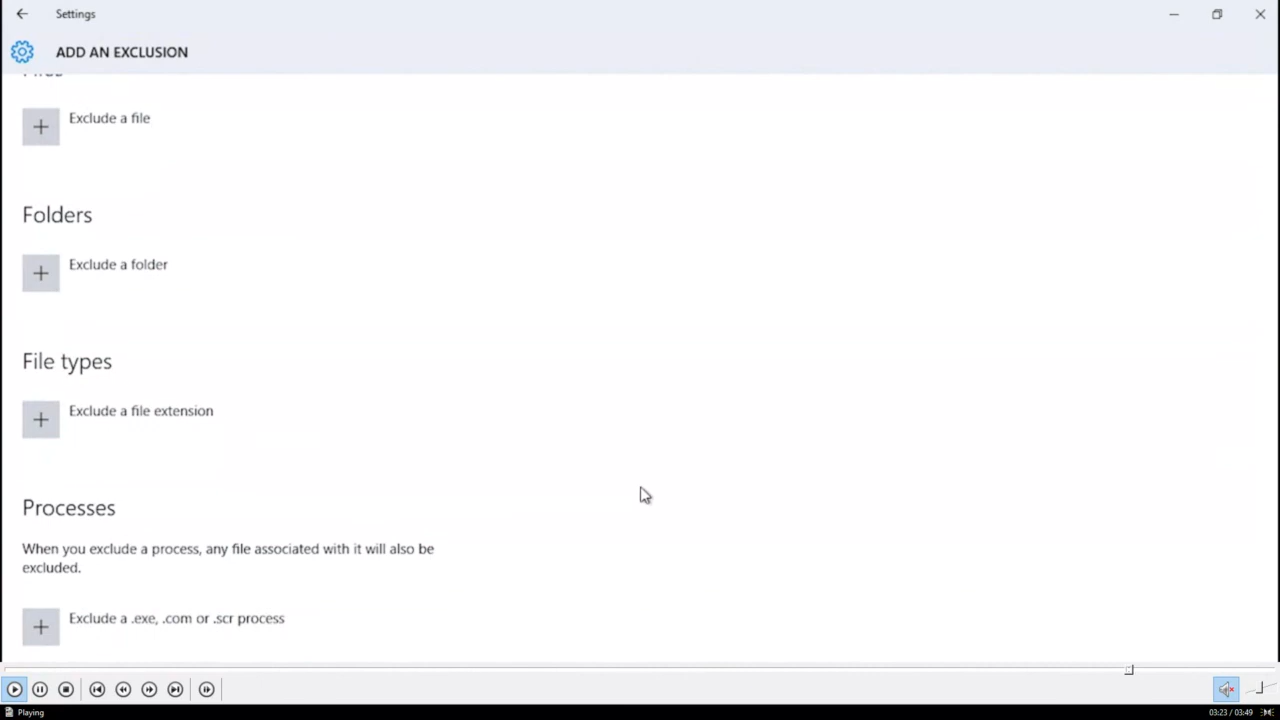 Settings
ADD AN EXCLUSION
Exclude a file
Folders
Exclude a folder
File types
Exclude a file extension
Processes
When you exclude a process, any file associated with it will also be
excluded.
Exclude a .exe, .com or .scr process
Playing
03:23 / 03:49